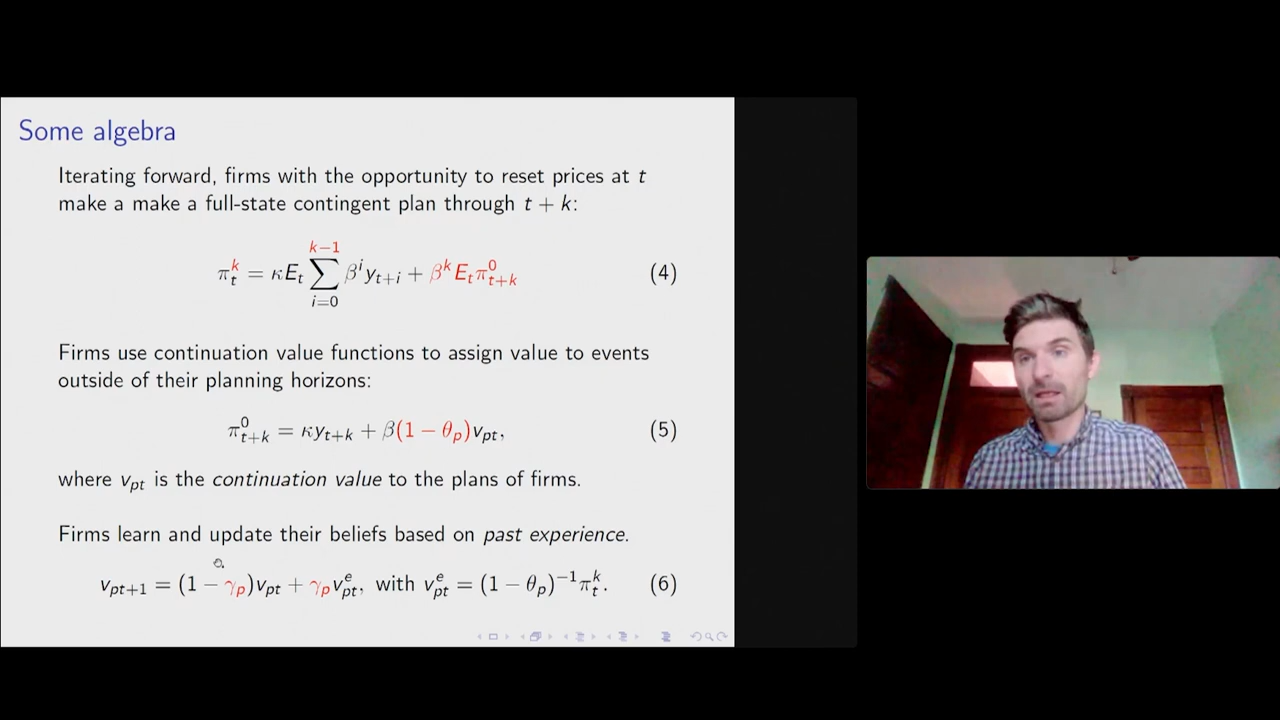 Some algebra
Iterating forward, firms with the opportunity to reset prices at t
make a make a full-state contingent plan through t + k:
π_t^k = κE_t ∑_{i=0}^{k−1} β^i y_{t+i} + β^k E_t π_{t+k}^0 (4)
Firms use continuation value functions to assign value to events
outside of their planning horizons:
π_{t+k}^0 = κy_{t+k} + β(1 − θ_p)v_{pt}, (5)
where v_{pt} is the continuation value to the plans of firms.
Firms learn and update their beliefs based on past experience.
v_{pt+1} = (1 − γ_p)v_{pt} + γ_p v_{pt}^e, with v_{pt}^e = (1 − θ_p)^{−1} π_t^k. (6)